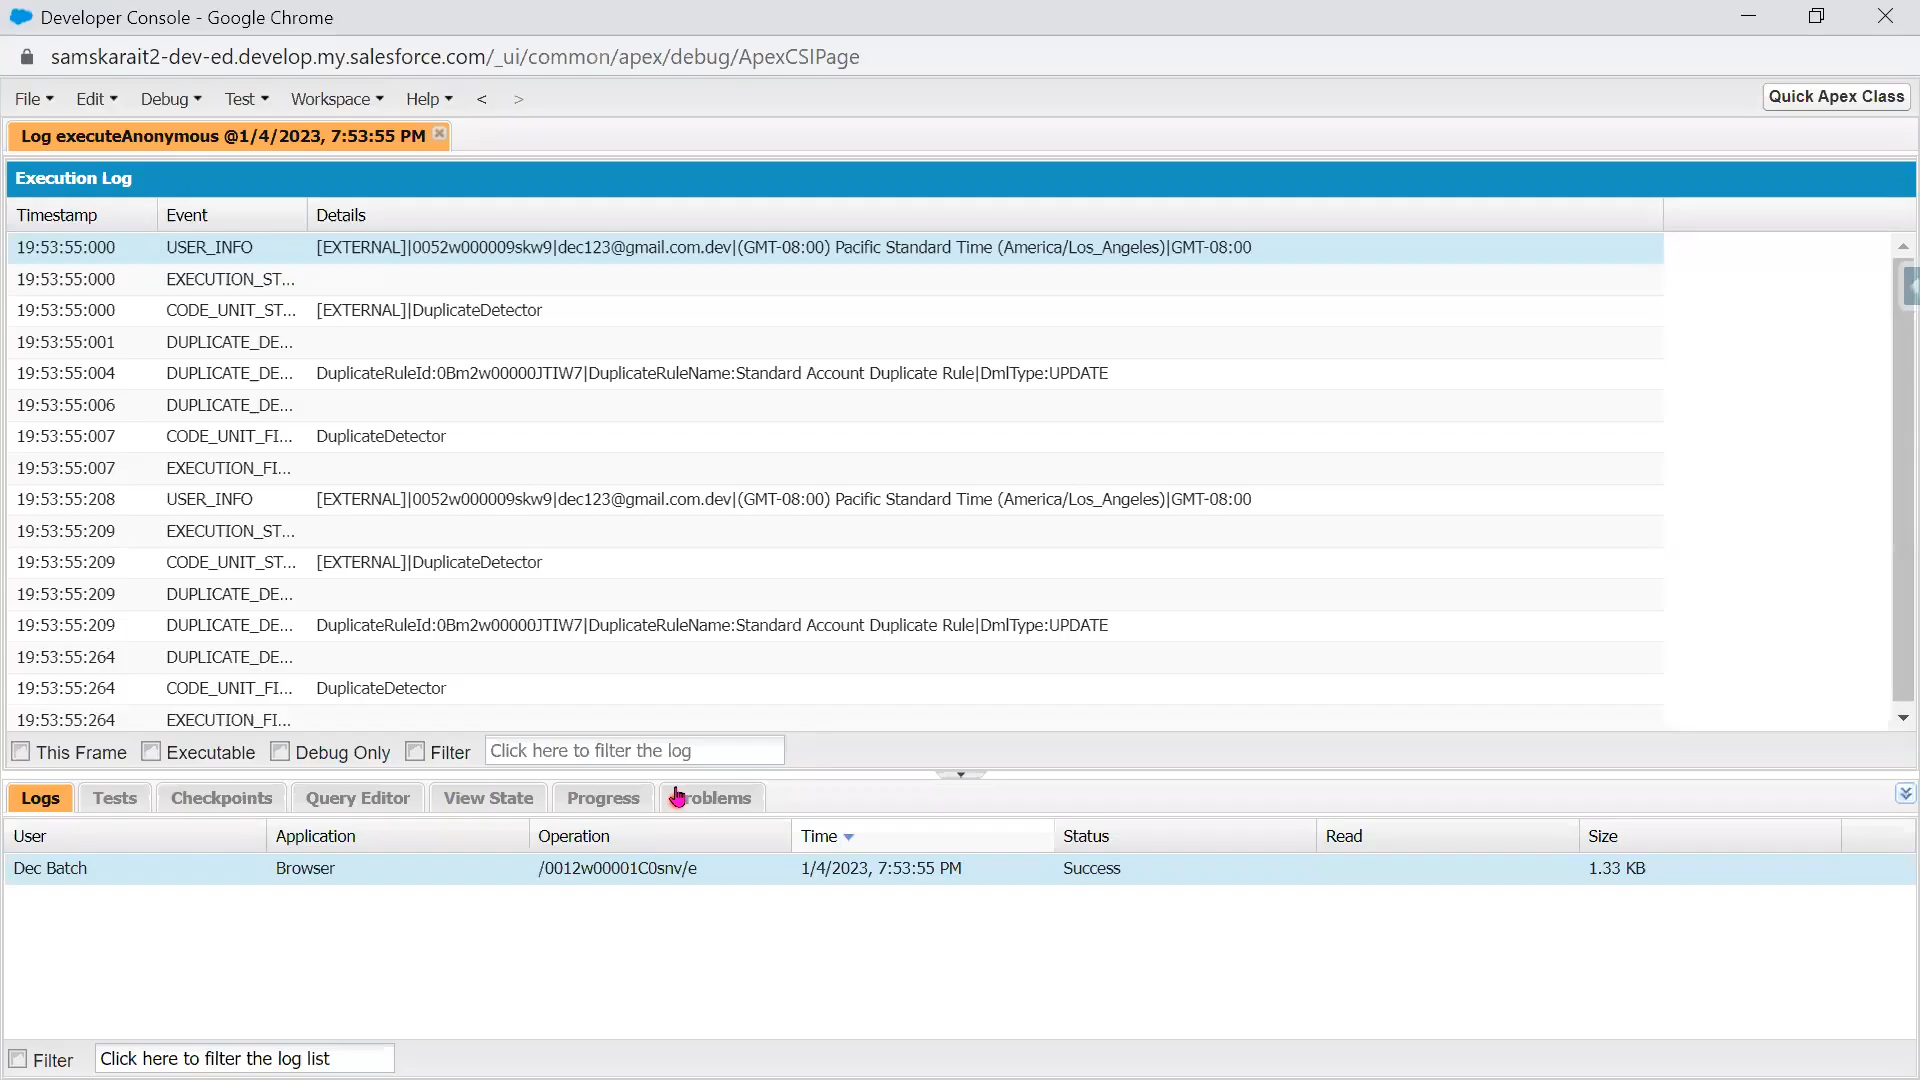 Developer Console - Google Chrome
samskarait2-dev-ed.develop.my.salesforce.com/_ui/common/apex/debug/ApexCSIPage
File Edit Debug Test Workspace Help < > Quick Apex Class
Log executeAnonymous @1/4/2023, 7:53:55 PM
Execution Log
Timestamp Event Details
19:53:55:000 USER_INFO [EXTERNAL]|0052w000009skw9|dec123@gmail.com.dev|(GMT-08:00) Pacific Standard Time (America/Los_Angeles)|GMT-08:00
19:53:55:000 EXECUTION_ST...
19:53:55:000 CODE_UNIT_ST... [EXTERNAL]|DuplicateDetector
19:53:55:001 DUPLICATE_DE...
19:53:55:004 DUPLICATE_DE... DuplicateRuleId:0Bm2w00000JTIW7|DuplicateRuleName:Standard Account Duplicate Rule|DmlType:UPDATE
19:53:55:006 DUPLICATE_DE...
19:53:55:007 CODE_UNIT_FI... DuplicateDetector
19:53:55:007 EXECUTION_FI...
19:53:55:208 USER_INFO [EXTERNAL]|0052w000009skw9|dec123@gmail.com.dev|(GMT-08:00) Pacific Standard Time (America/Los_Angeles)|GMT-08:00
19:53:55:209 EXECUTION_ST...
19:53:55:209 CODE_UNIT_ST... [EXTERNAL]|DuplicateDetector
19:53:55:209 DUPLICATE_DE...
19:53:55:209 DUPLICATE_DE... DuplicateRuleId:0Bm2w00000JTIW7|DuplicateRuleName:Standard Account Duplicate Rule|DmlType:UPDATE
19:53:55:264 DUPLICATE_DE...
19:53:55:264 CODE_UNIT_FI... DuplicateDetector
19:53:55:264 EXECUTION_FI...
This Frame Executable Debug Only Filter Click here to filter the log
Logs Tests Checkpoints Query Editor View State Progress Problems
User Application Operation Time Status Read Size
Dec Batch Browser /0012w00001C0snv/e 1/4/2023, 7:53:55 PM Success 1.33 KB
Filter Click here to filter the log list